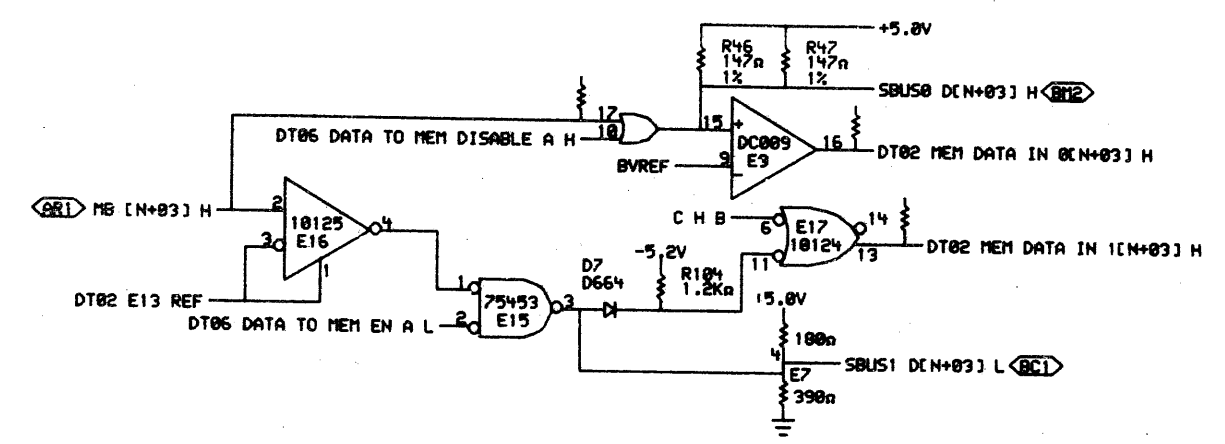 +5.0V
R46
147Ω
1%
R47
147Ω
1%
SBUS0 D[N+03] H BM2
17
DT06 DATA TO MEM DISABLE A H 10
15 +
DC009
E9
16
DT02 MEM DATA IN 0[N+03] H
BVREF 9 -
AR1 MB [N+03] H
2
10125
E16
4
3
1
C H B
6
E17
10124
14
13
DT02 MEM DATA IN 1[N+03] H
11
-5.2V
D7
D664
R104
1.2KΩ
DT02 E13 REF
1
75453
E15
3
DT06 DATA TO MEM EN A L 2
+5.0V
180Ω
4
SBUS1 D[N+03] L BC1
E7
390Ω